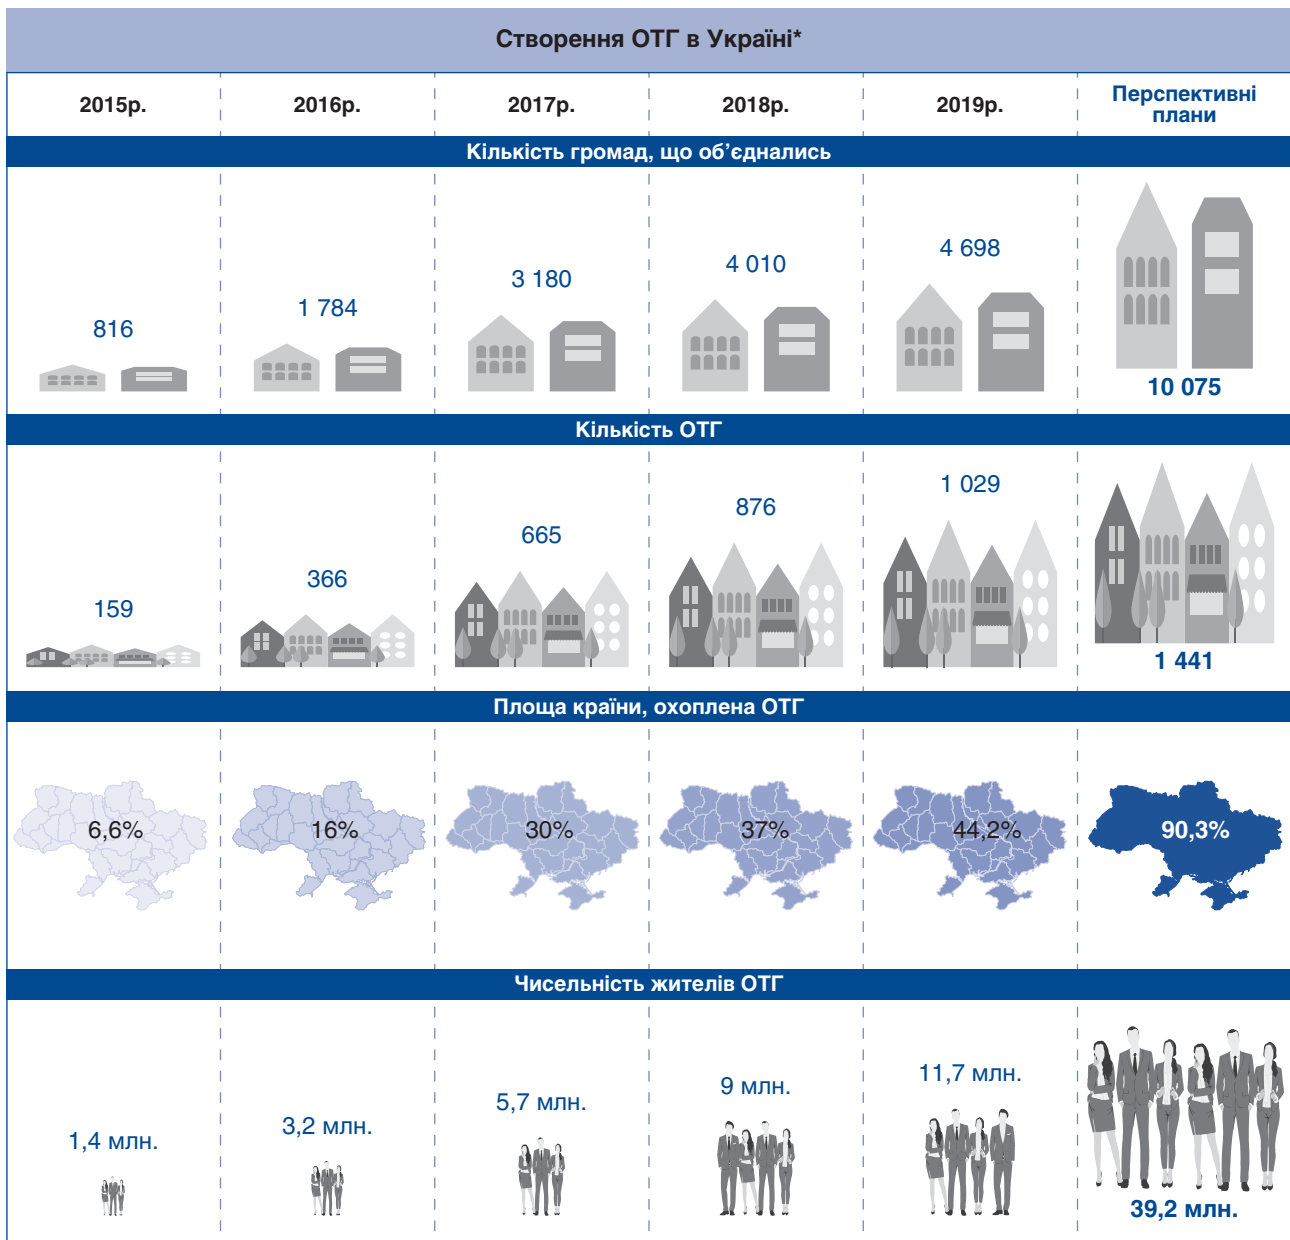 Створення ОТГ в Україні*
2015р. 2016р. 2017р. 2018р. 2019р. Перспективні
плани
Кількість громад, що об’єднались
816 1 784 3 180 4 010 4 698 10 075
Кількість ОТГ
159 366 665 876 1 029 1 441
Площа країни, охоплена ОТГ
6,6% 16% 30% 37% 44,2% 90,3%
Чисельність жителів ОТГ
1,4 млн. 3,2 млн. 5,7 млн. 9 млн. 11,7 млн. 39,2 млн.